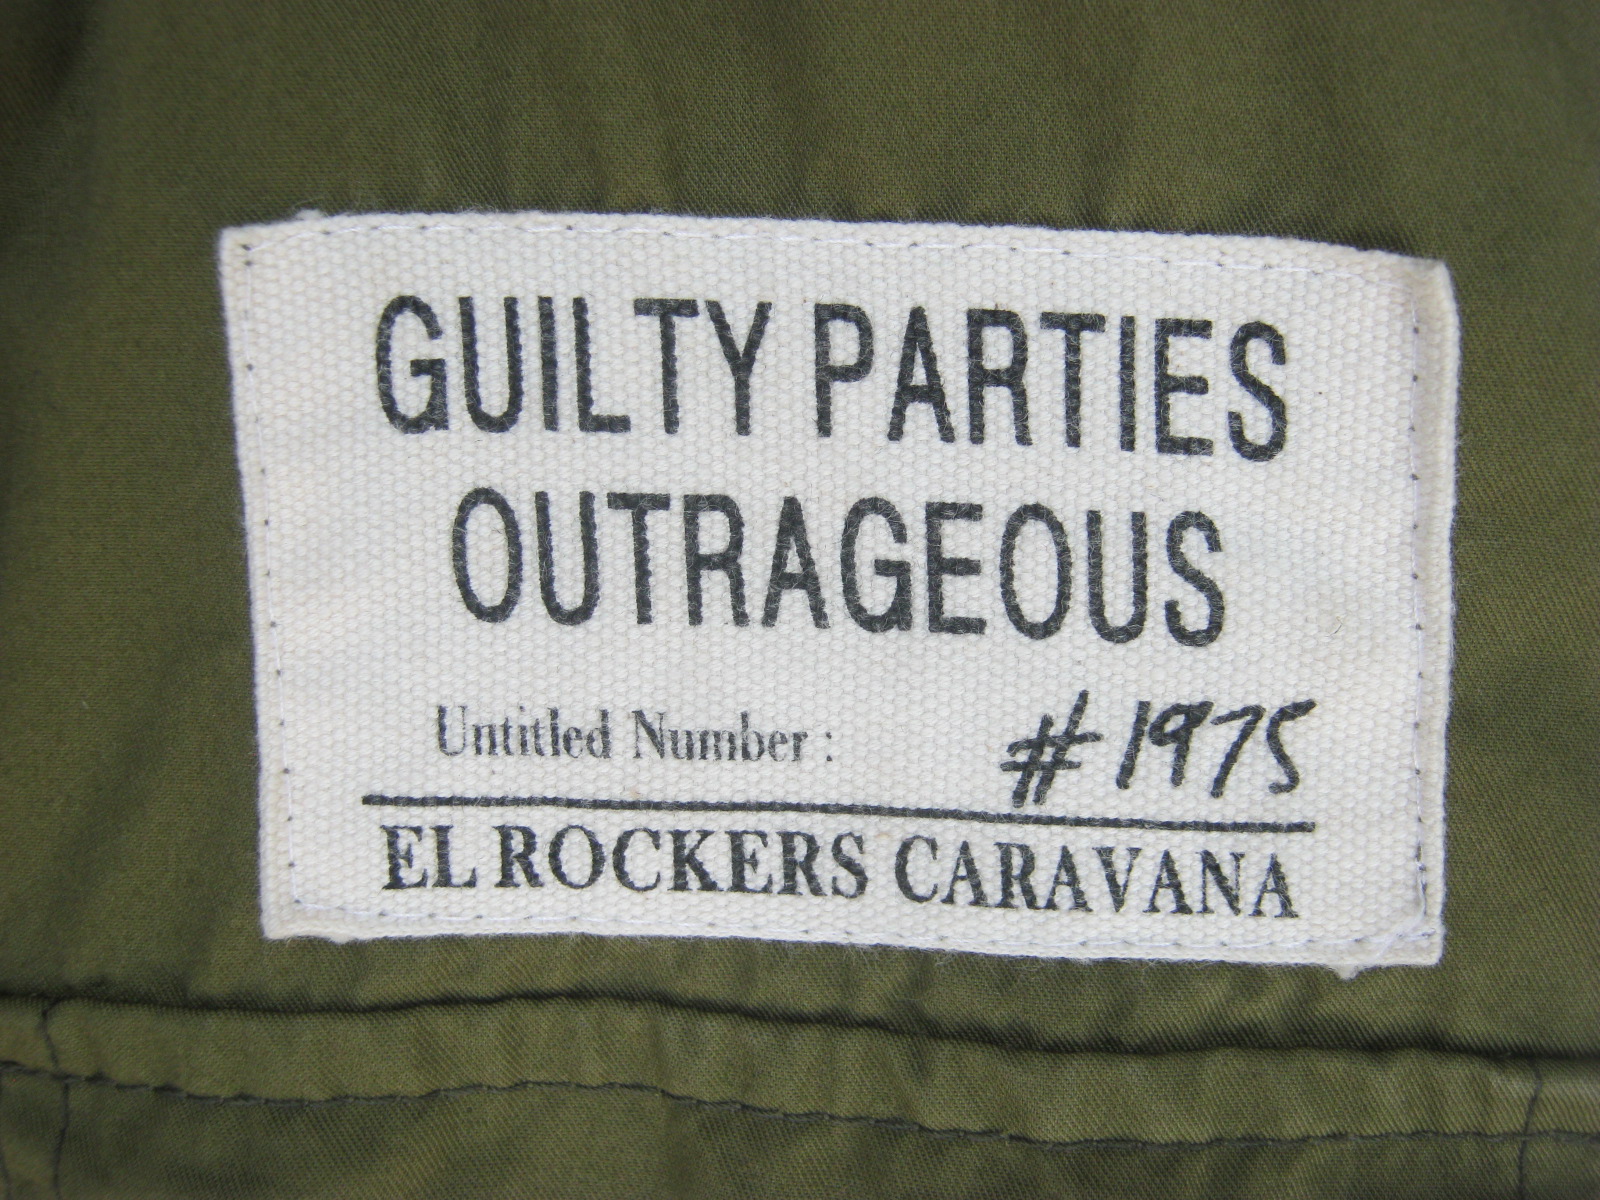 GUILTY PARTIES
OUTRAGEOUS
Untitled Number : #1975
EL ROCKERS CARAVANA